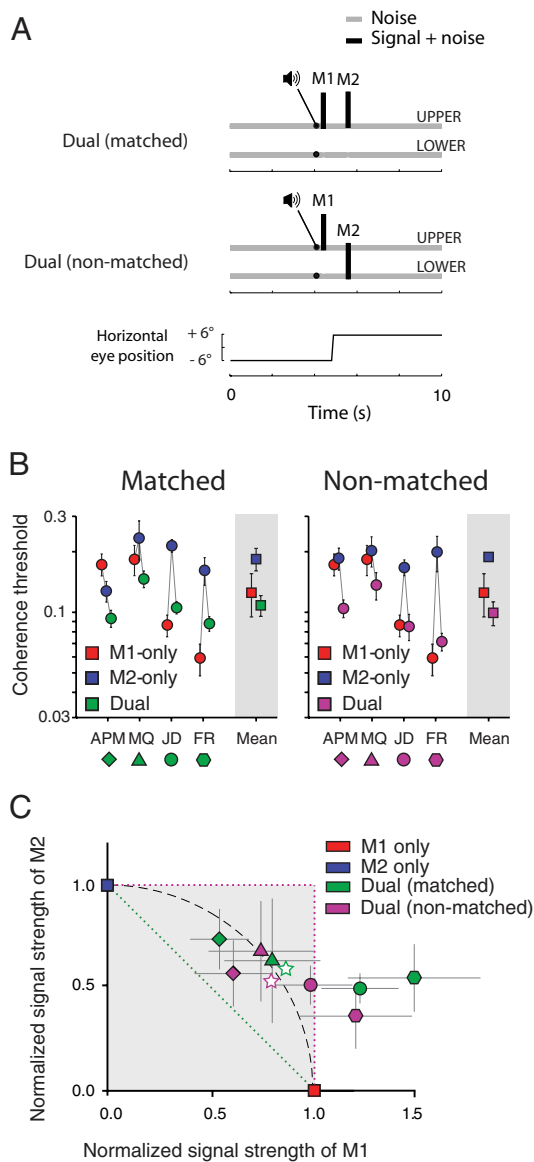 A
Noise
Signal + noise
M1 M2
UPPER
Dual (matched)
LOWER
M1
M2
UPPER
Dual (non-matched)
LOWER
Horizontal
eye position
+ 6°
- 6°
0
10
Time (s)
B
Matched
Non-matched
Coherence threshold
0.3
0.1
0.03
M1-only
M2-only
Dual
M1-only
M2-only
Dual
APM MQ JD FR Mean
APM MQ JD FR Mean
C
M1 only
M2 only
Dual (matched)
Dual (non-matched)
Normalized signal strength of M2
1.0
0.5
0.0
0.0 0.5 1.0 1.5
Normalized signal strength of M1